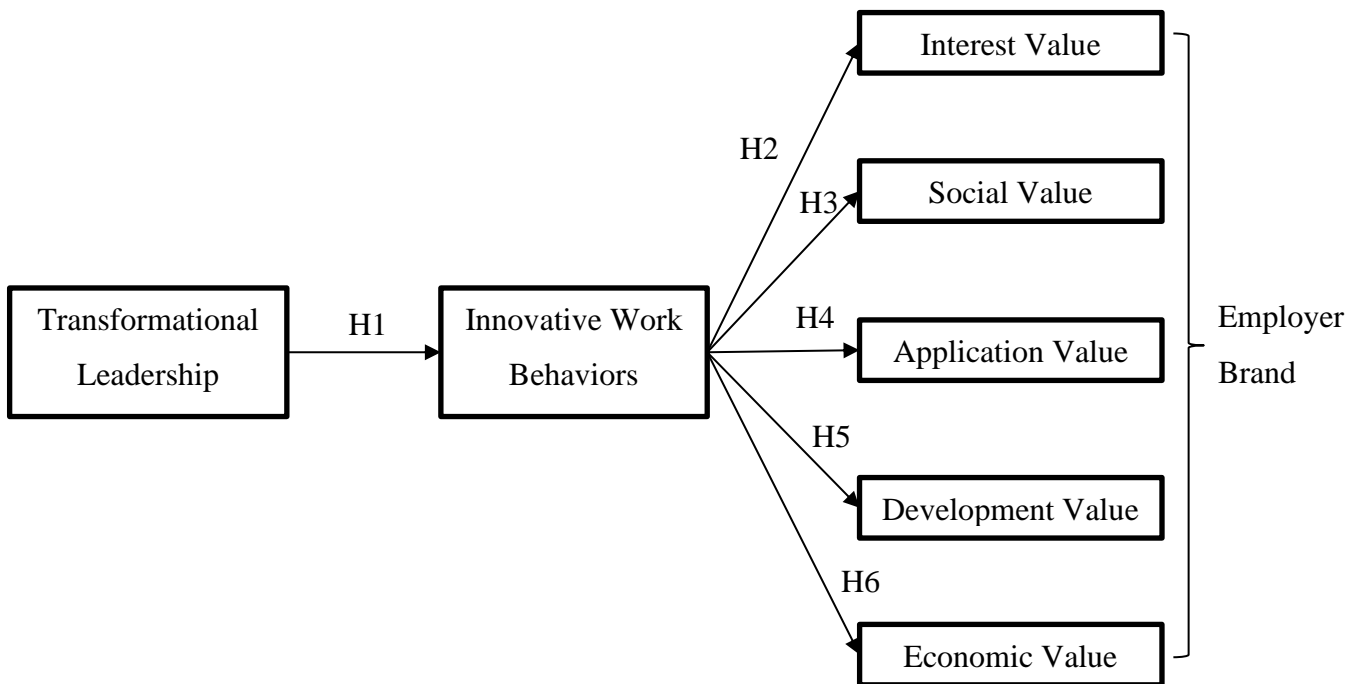 Interest Value
H2
H3
Social Value
Transformational
Leadership
H1
Innovative Work
Behaviors
H4
Application Value
Employer
Brand
H5
Development Value
H6
Economic Value